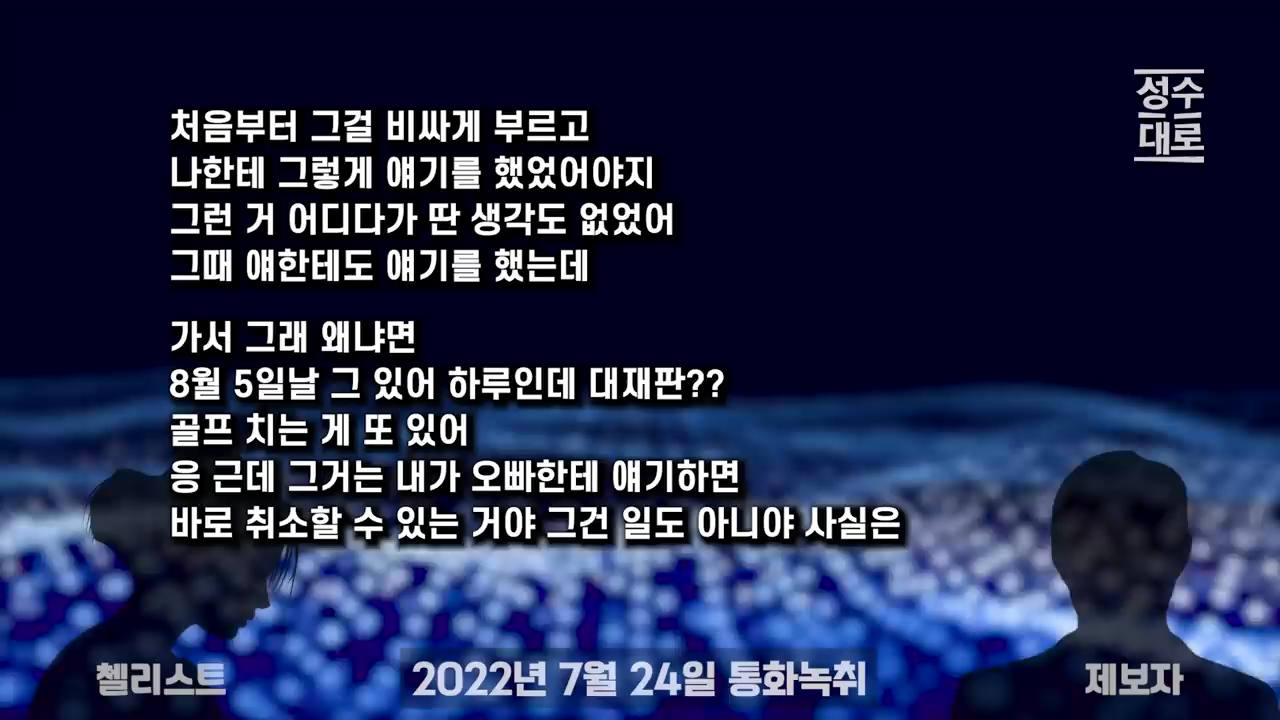 성수
대로
처음부터 그걸 비싸게 부르고
나한테 그렇게 얘기를 했었어야지
그런 거 어디다가 딴 생각도 없었어
그때 얘한테도 얘기를 했는데
가서 그래 왜냐면
8월 5일날 그 있어 하루인데 대재판??
골프 치는 게 또 있어
응 근데 그거는 내가 오빠한테 얘기하면
바로 취소할 수 있는 거야 그건 일도 아니야 사실은
첼리스트
2022년 7월 24일 통화녹취
제보자